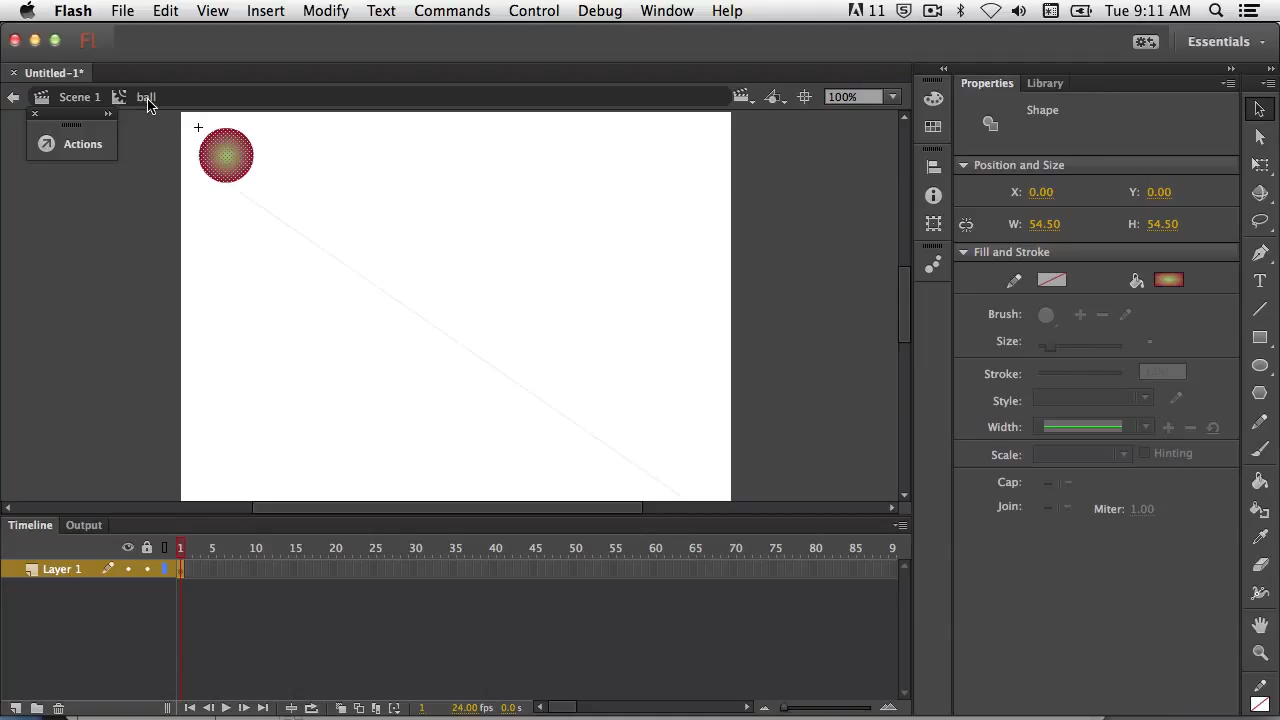 Flash File Edit View Insert Modify Text Commands Control Debug Window Help 11 Tue 9:11 AM
Fl Essentials
× Untitled-1*
Scene 1 ball 100%
Properties Library
Actions
Shape
Position and Size
X: 0.00 Y: 0.00
W: 54.50 H: 54.50
Fill and Stroke
Brush:
Size: -
Stroke:
Style:
Width:
Scale: Hinting
Cap: -
Join: - Miter: 1.00
Timeline Output
1 5 10 15 20 25 30 35 40 45 50 55 60 65 70 75 80 85 9
Layer 1
1 24.00 fps 0.0 s